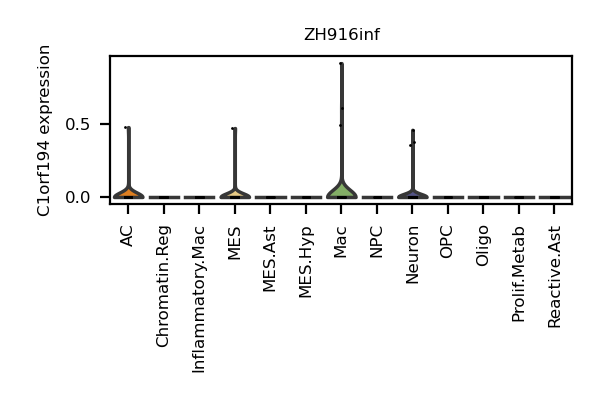 ZH916inf
C1orf194 expression
0.5
0.0
AC
Chromatin.Reg
Inflammatory.Mac
MES
MES.Ast
MES.Hyp
Mac
NPC
Neuron
OPC
Oligo
Prolif.Metab
Reactive.Ast